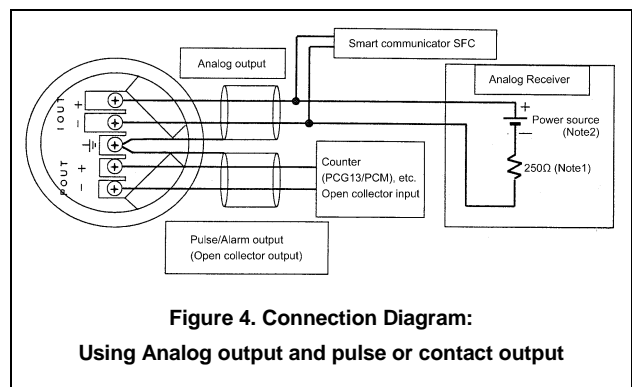 Smart communicator SFC
Analog output
Analog Receiver
I OUT
+
−
+
−
Power source
(Note2)
250Ω (Note1)
P OUT
+
−
Counter
(PCG13/PCM), etc.
Open collector input
Pulse/Alarm output
(Open collector output)
Figure 4. Connection Diagram:
Using Analog output and pulse or contact output